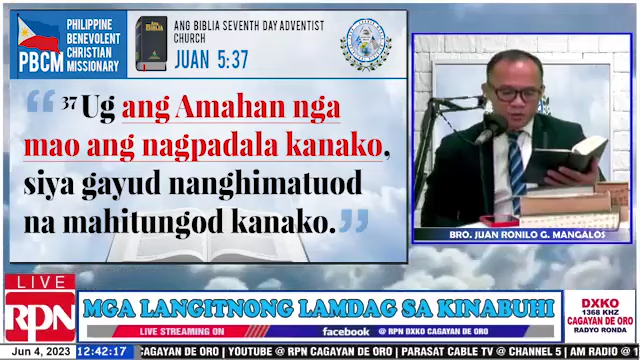 PBCM
PHILIPPINE
BENEVOLENT
CHRISTIAN
MISSIONARY
ANG BIBLIA SEVENTH DAY ADVENTIST
CHURCH
JUAN 5:37
“ 37 Ug ang Amahan nga
mao ang nagpadala kanako,
siya gayud nanghimatuod
na mahitungod kanako.”
BRO. JUAN RONILO G. MANGALOS
LIVE
RPN
MGA LANGITNONG LAMDAG SA KINABUHI
LIVE STREAMING ON facebook @ RPN DXKO CAGAYAN DE ORO
DXKO
1368 KHZ
CAGAYAN DE ORO
RADYO RONDA
Jun 4, 2023 12:42:17 CAGAYAN DE ORO | YOUTUBE @ RPN CAGAYAN DE ORO | PARASAT CABLE TV @ CHANNEL | AM RADIO @